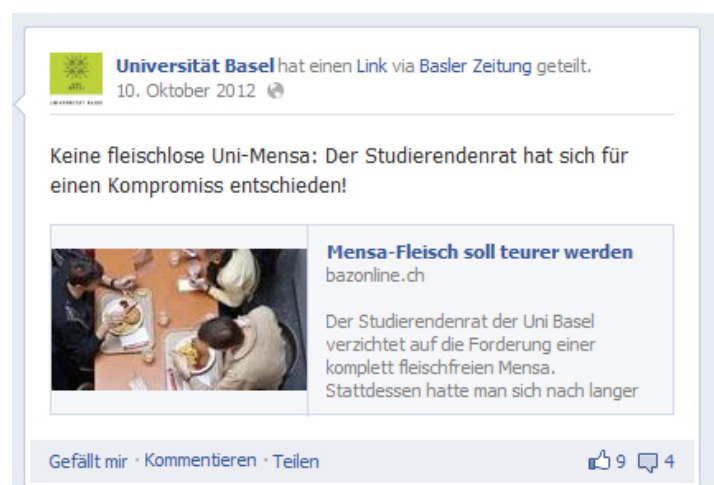 Universität Basel hat einen Link via Basler Zeitung geteilt.
10. Oktober 2012
UNIVERSITÄT BASEL
Keine fleischlose Uni-Mensa: Der Studierendenrat hat sich für
einen Kompromiss entschieden!
Mensa-Fleisch soll teurer werden
bazonline.ch
Der Studierendenrat der Uni Basel
verzichtet auf die Forderung einer
komplett fleischfreien Mensa.
Stattdessen hatte man sich nach langer
Gefällt mir · Kommentieren · Teilen 9 4